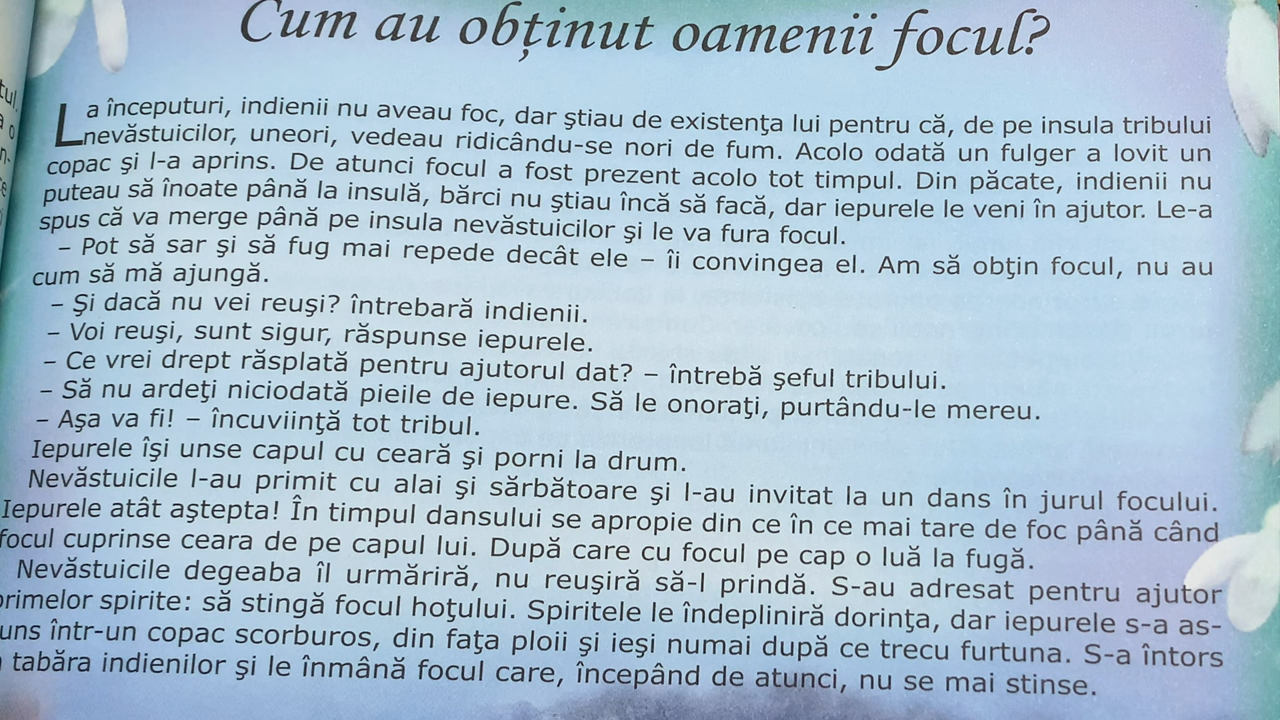 Cum au obținut oamenii focul?
La începuturi, indienii nu aveau foc, dar ştiau de existenţa lui pentru că, de pe insula tribului
nevăstuicilor, uneori, vedeau ridicându-se nori de fum. Acolo odată un fulger a lovit un
copac şi l-a aprins. De atunci focul a fost prezent acolo tot timpul. Din păcate, indienii nu
puteau să înoate până la insulă, bărci nu ştiau încă să facă, dar iepurele le veni în ajutor. Le-a
spus că va merge până pe insula nevăstuicilor şi le va fura focul.
– Pot să sar şi să fug mai repede decât ele – îi convingea el. Am să obţin focul, nu au
cum să mă ajungă.
– Şi dacă nu vei reuşi? întrebară indienii.
– Voi reuşi, sunt sigur, răspunse iepurele.
– Ce vrei drept răsplată pentru ajutorul dat? – întrebă şeful tribului.
– Să nu ardeţi niciodată pieile de iepure. Să le onoraţi, purtându-le mereu.
– Aşa va fi! – încuviinţă tot tribul.
Iepurele îşi unse capul cu ceară şi porni la drum.
Nevăstuicile l-au primit cu alai şi sărbătoare şi l-au invitat la un dans în jurul focului.
Iepurele atât aştepta! În timpul dansului se apropie din ce în ce mai tare de foc până când
focul cuprinse ceara de pe capul lui. După care cu focul pe cap o luă la fugă.
Nevăstuicile degeaba îl urmăriră, nu reuşiră să-l prindă. S-au adresat pentru ajutor
primelor spirite: să stingă focul hoţului. Spiritele le îndepliniră dorinţa, dar iepurele s-a as-
uns într-un copac scorburos, din faţa ploii şi ieşi numai după ce trecu furtuna. S-a întors
tabăra indienilor şi le înmână focul care, începând de atunci, nu se mai stinse.